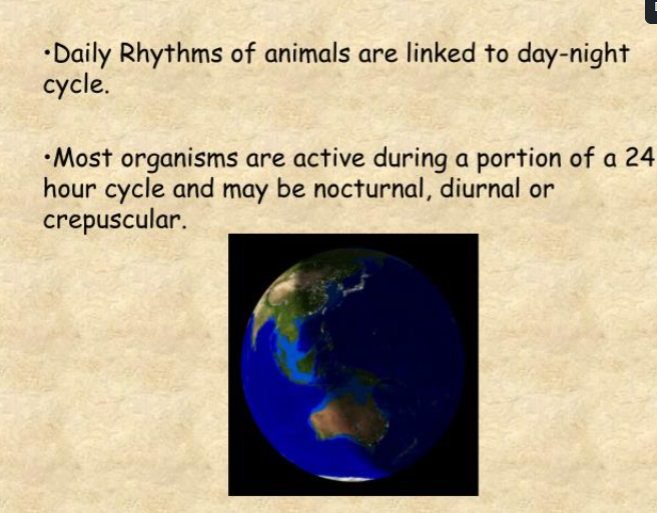 •Daily Rhythms of animals are linked to day-night
cycle.
•Most organisms are active during a portion of a 24
hour cycle and may be nocturnal, diurnal or
crepuscular.